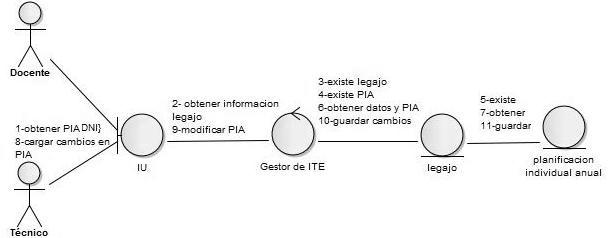 Docente
1-obtener PIADNI}
8-cargar cambios en
PIA
Técnico
IU
2- obtener informacion
legajo
9-modificar PIA
Gestor de ITE
3-existe legajo
4-existe PIA
6-obtener datos y PIA
10-guardar cambios
legajo
5-existe
7-obtener
11-guardar
planificacion
individual anual